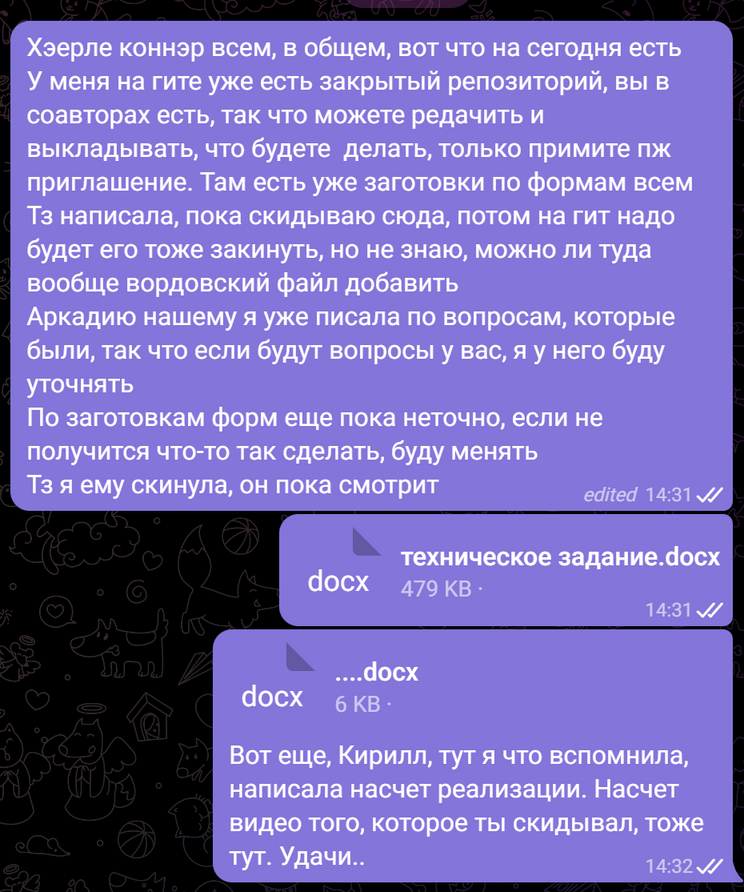 Хэерле коннэр всем, в общем, вот что на сегодня есть
У меня на гите уже есть закрытый репозиторий, вы в
соавторах есть, так что можете редачить и
выкладывать, что будете делать, только примите пж
приглашение. Там есть уже заготовки по формам всем
Тз написала, пока скидываю сюда, потом на гит надо
будет его тоже закинуть, но не знаю, можно ли туда
вообще вордовский файл добавить
Аркадию нашему я уже писала по вопросам, которые
были, так что если будут вопросы у вас, я у него буду
уточнять
По заготовкам форм еще пока неточно, если не
получится что-то так сделать, буду менять
Тз я ему скинула, он пока смотрит
edited 14:31
docx
техническое задание.docx
479 KB ·
14:31
docx
....docx
6 KB ·
Вот еще, Кирилл, тут я что вспомнила,
написала насчет реализации. Насчет
видео того, которое ты скидывал, тоже
тут. Удачи..
14:32